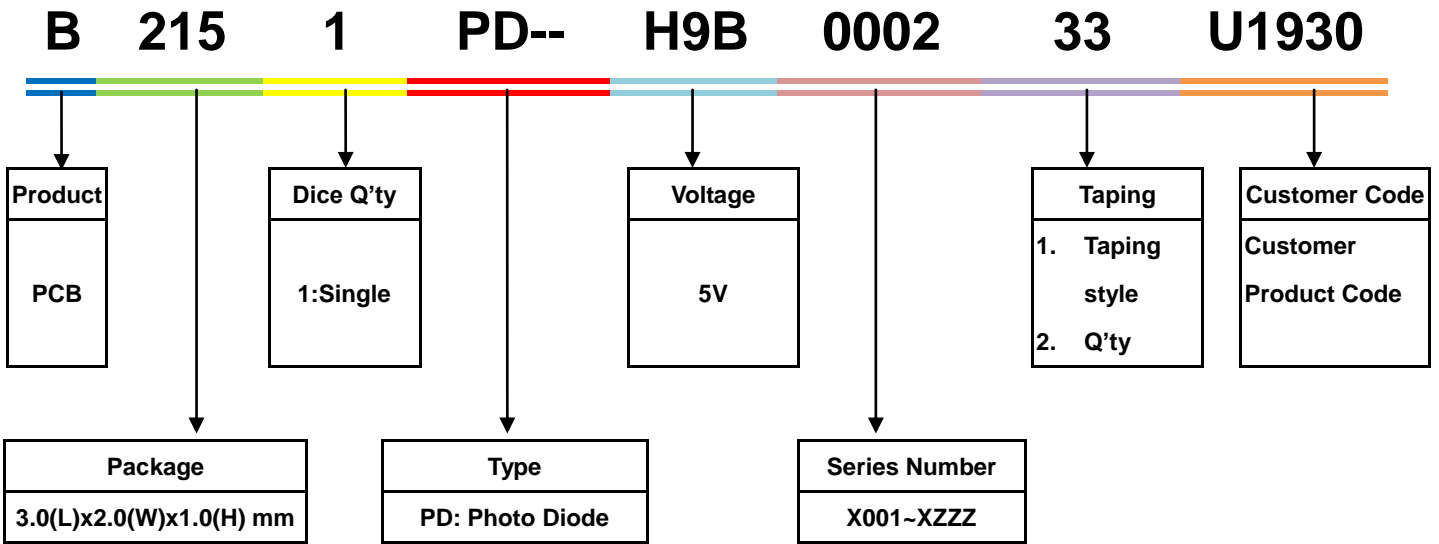 B 215 1 PD-- H9B 0002 33 U1930
Product
PCB
Dice Q’ty
1:Single
Voltage
5V
Taping
1. Taping
style
2. Q’ty
Customer Code
Customer
Product Code
Package
3.0(L)x2.0(W)x1.0(H) mm
Type
PD: Photo Diode
Series Number
X001~XZZZ